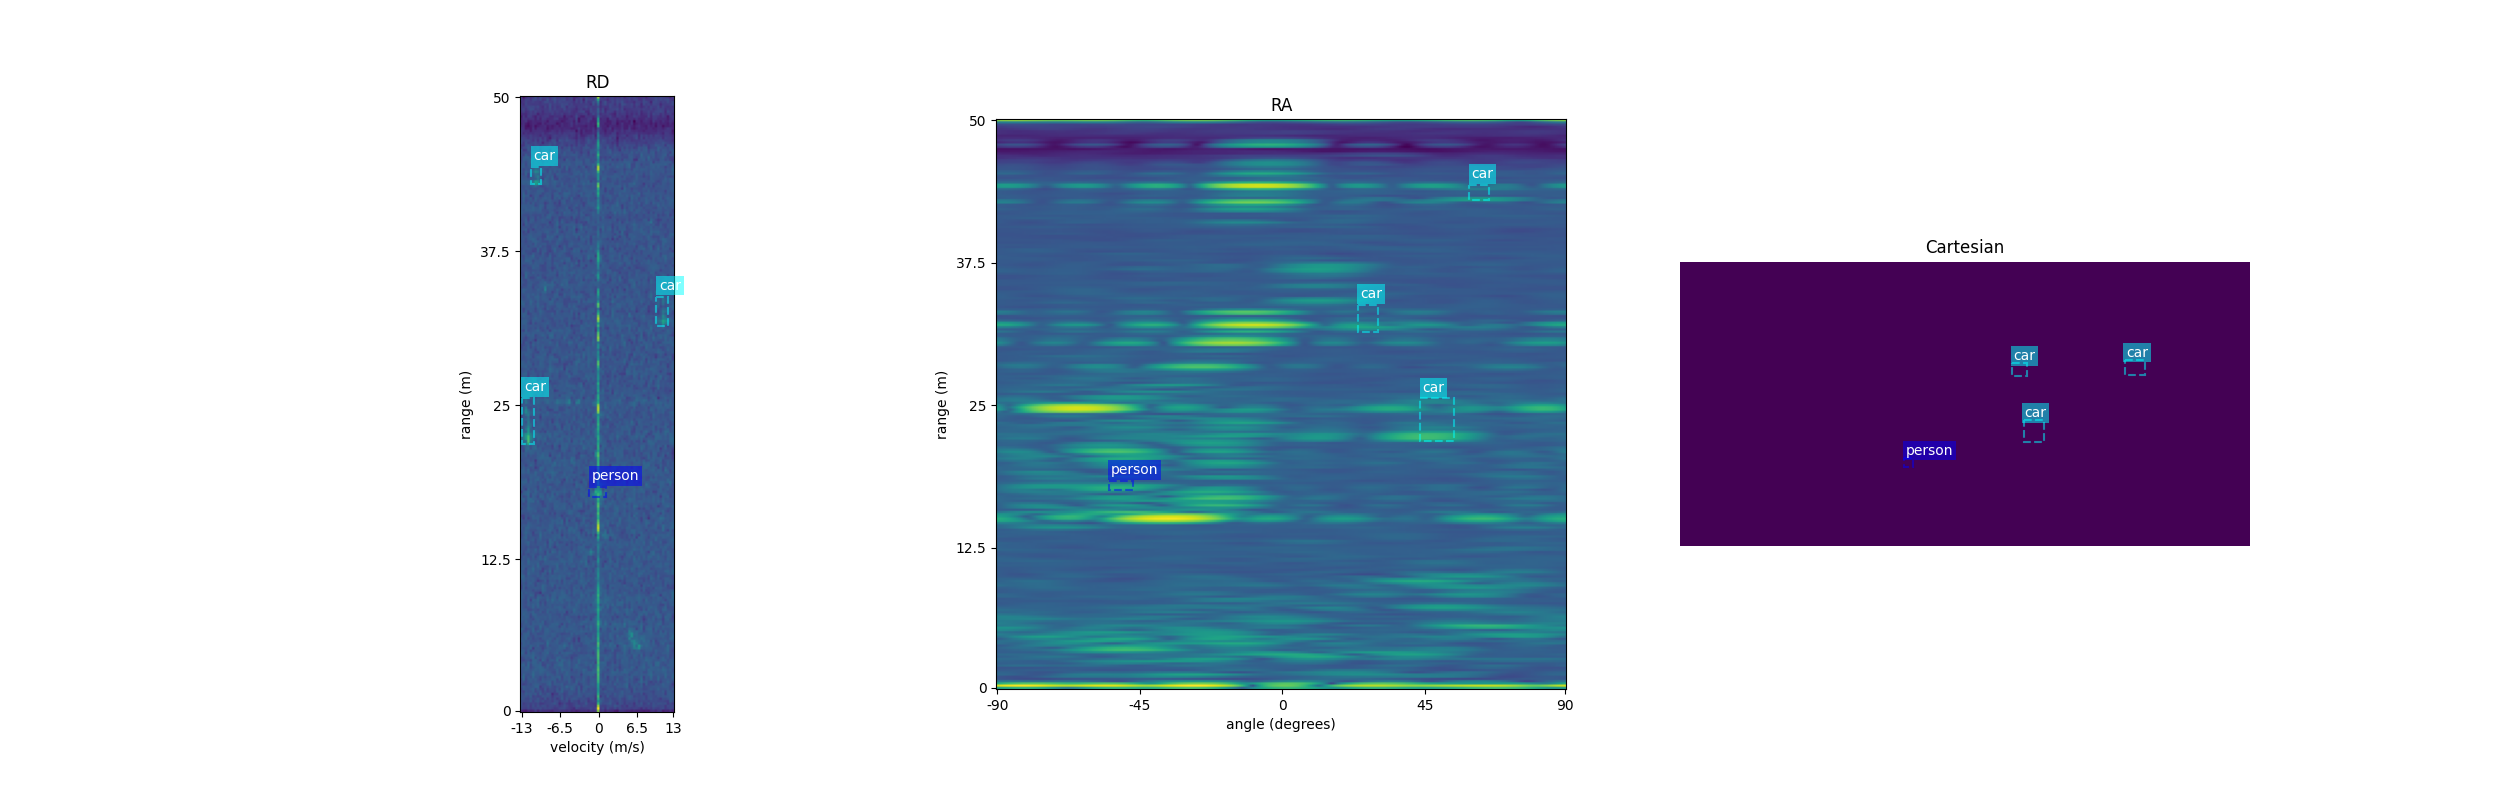 RD
50
37.5
25
12.5
0
range (m)
-13
-6.5
0
6.5
13
velocity (m/s)
car
car
car
person
RA
50
37.5
25
12.5
0
range (m)
-90
-45
0
45
90
angle (degrees)
car
car
car
person
Cartesian
car
car
car
person